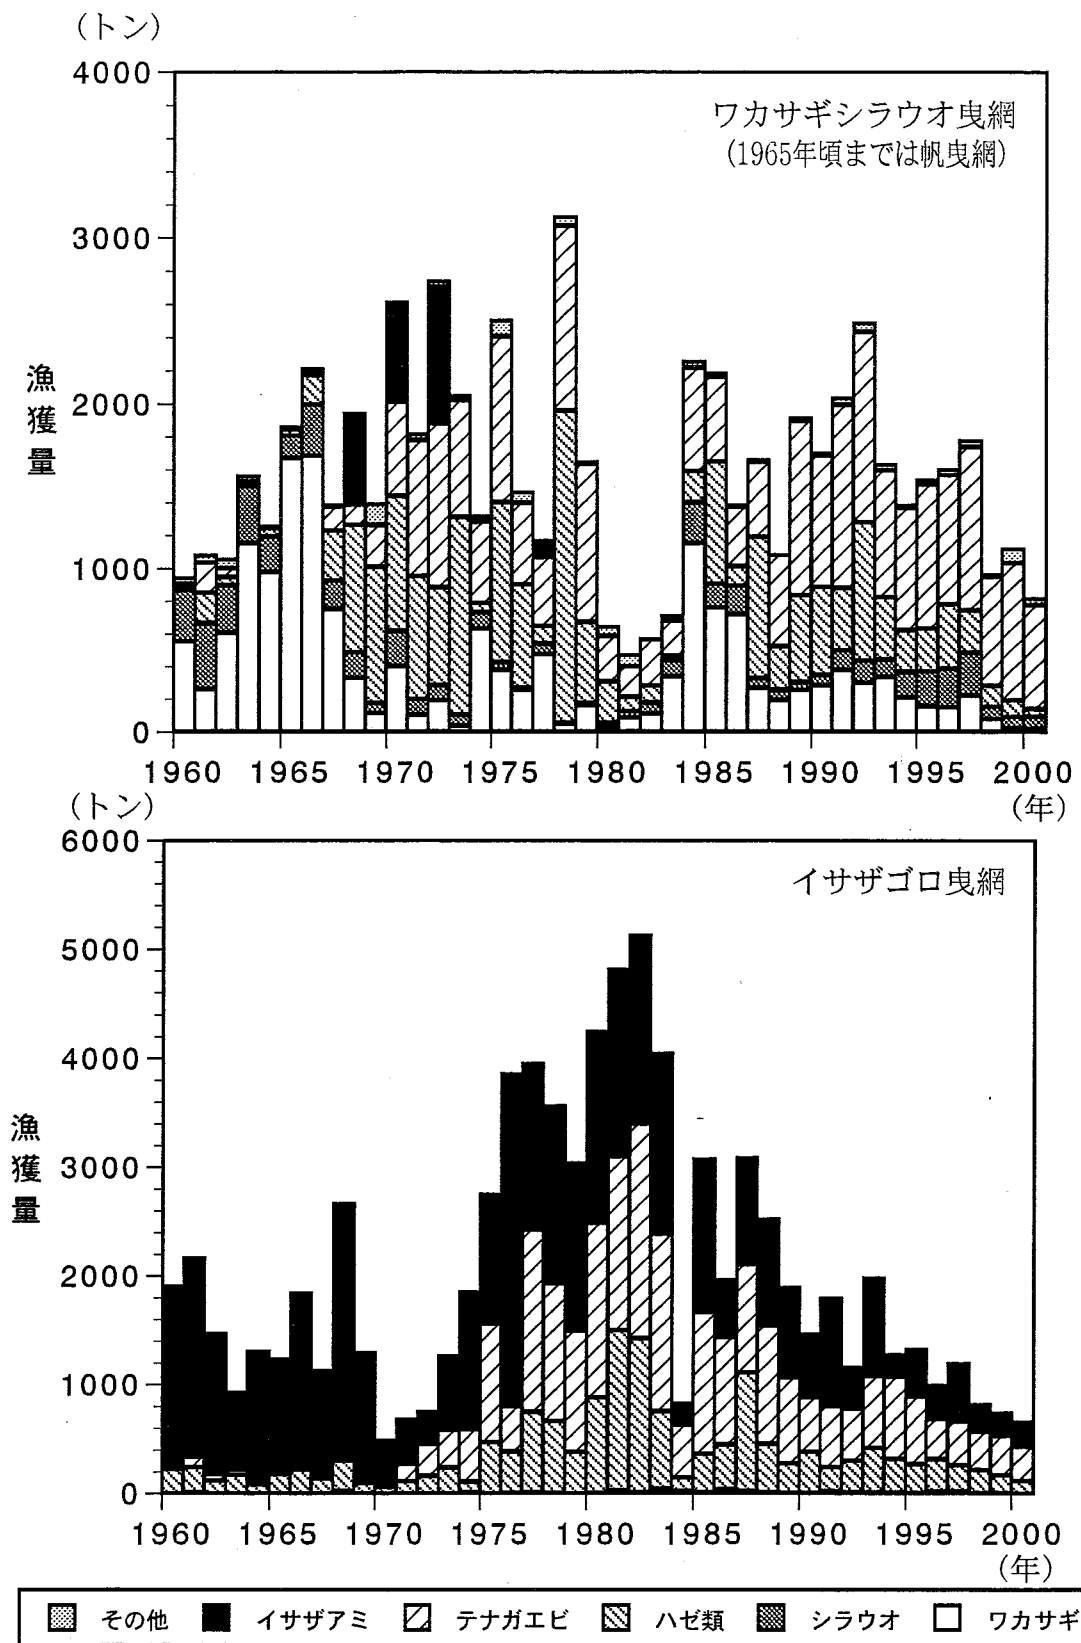 (トン)
4000
ワカサギシラウオ曳網
(1965年頃までは帆曳網)
3000
漁獲量
2000
1000
0
1960 1965 1970 1975 1980 1985 1990 1995 2000
(年)
(トン)
6000
イサザゴロ曳網
5000
4000
漁獲量
3000
2000
1000
0
1960 1965 1970 1975 1980 1985 1990 1995 2000
(年)
その他 イサザアミ テナガエビ ハゼ類 シラウオ ワカサギ